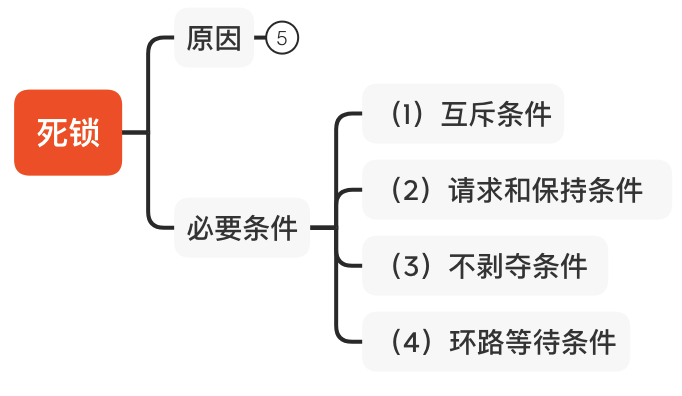 死锁
原因
5
必要条件
（1）互斥条件
（2）请求和保持条件
（3）不剥夺条件
（4）环路等待条件